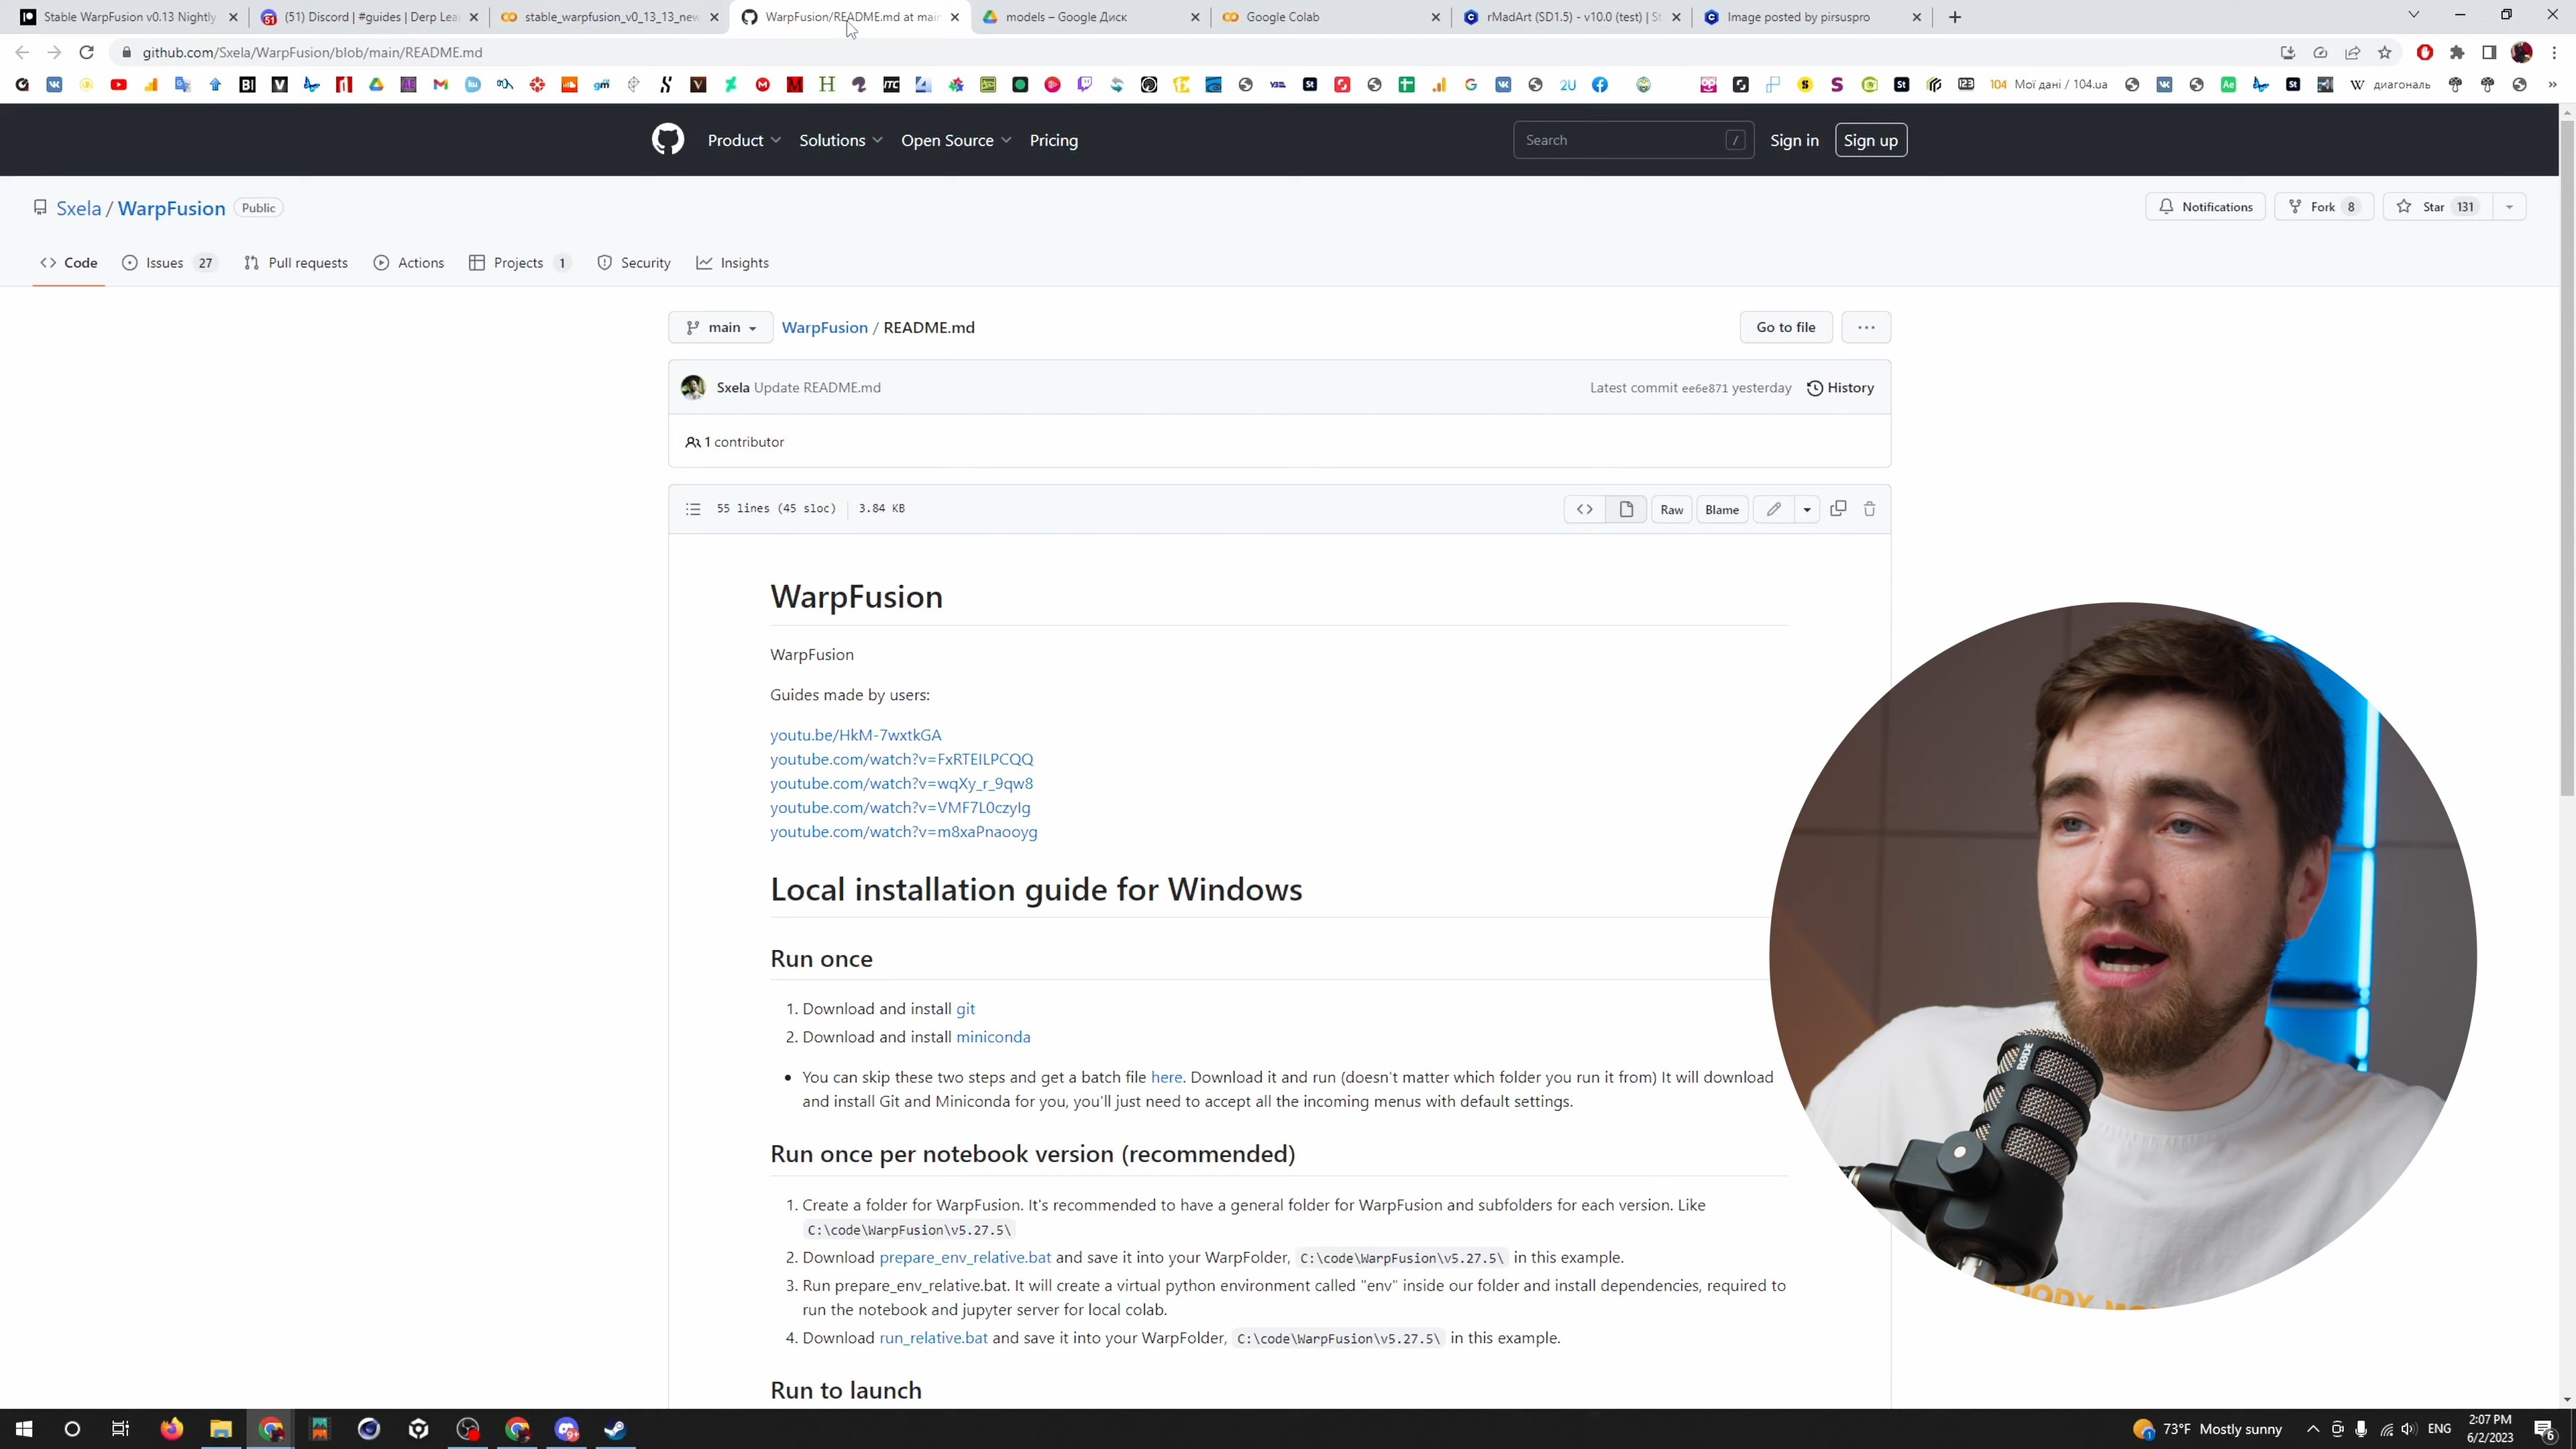 Stable WarpFusion v0.13 Nightly
(51) Discord | #guides | Derp Lea
stable_warpfusion_v0_13_13_new
WarpFusion/README.md at main
models – Google Диск
Google Colab
rMadArt (SD1.5) - v10.0 (test) | St
Image posted by pirsuspro
github.com/Sxela/WarpFusion/blob/main/README.md
104 Мої дані / 104.ua
W диагональ
Product
Solutions
Open Source
Pricing
Search
/
Sign in
Sign up
Sxela / WarpFusion
Public
Notifications
Fork 8
Star 131
Code
Issues 27
Pull requests
Actions
Projects 1
Security
Insights
main
WarpFusion / README.md
Go to file
Sxela Update README.md
Latest commit ee6e871 yesterday
History
1 contributor
55 lines (45 sloc)
3.84 KB
Raw
Blame
WarpFusion
WarpFusion
Guides made by users:
youtu.be/HkM-7wxtkGA
youtube.com/watch?v=FxRTEILPCQQ
youtube.com/watch?v=wqXy_r_9qw8
youtube.com/watch?v=VMF7L0czyIg
youtube.com/watch?v=m8xaPnaooyg
Local installation guide for Windows
Run once
1. Download and install git
2. Download and install miniconda
• You can skip these two steps and get a batch file here. Download it and run (doesn't matter which folder you run it from) It will download
and install Git and Miniconda for you, you'll just need to accept all the incoming menus with default settings.
Run once per notebook version (recommended)
1. Create a folder for WarpFusion. It's recommended to have a general folder for WarpFusion and subfolders for each version. Like
C:\code\WarpFusion\v5.27.5\
2. Download prepare_env_relative.bat and save it into your WarpFolder, C:\code\WarpFusion\v5.27.5\ in this example.
3. Run prepare_env_relative.bat. It will create a virtual python environment called "env" inside our folder and install dependencies, required to
run the notebook and jupyter server for local colab.
4. Download run_relative.bat and save it into your WarpFolder, C:\code\WarpFusion\v5.27.5\ in this example.
Run to launch
RØDE
73°F Mostly sunny
ENG
2:07 PM
6/2/2023
6